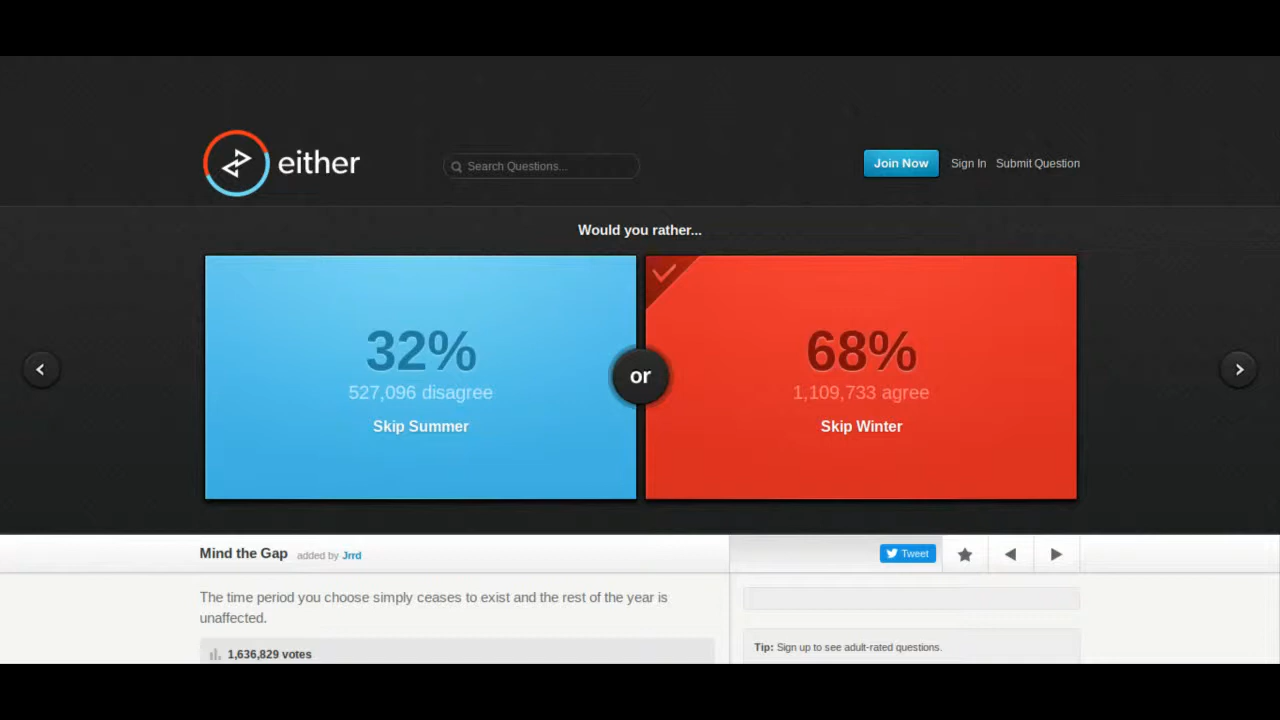 either
Search Questions...
Join Now Sign In Submit Question
Would you rather...
32%
527,096 disagree
Skip Summer
or
68%
1,109,733 agree
Skip Winter
Mind the Gap added by Jrrd
Tweet
The time period you choose simply ceases to exist and the rest of the year is
unaffected.
1,636,829 votes
Tip: Sign up to see adult-rated questions.